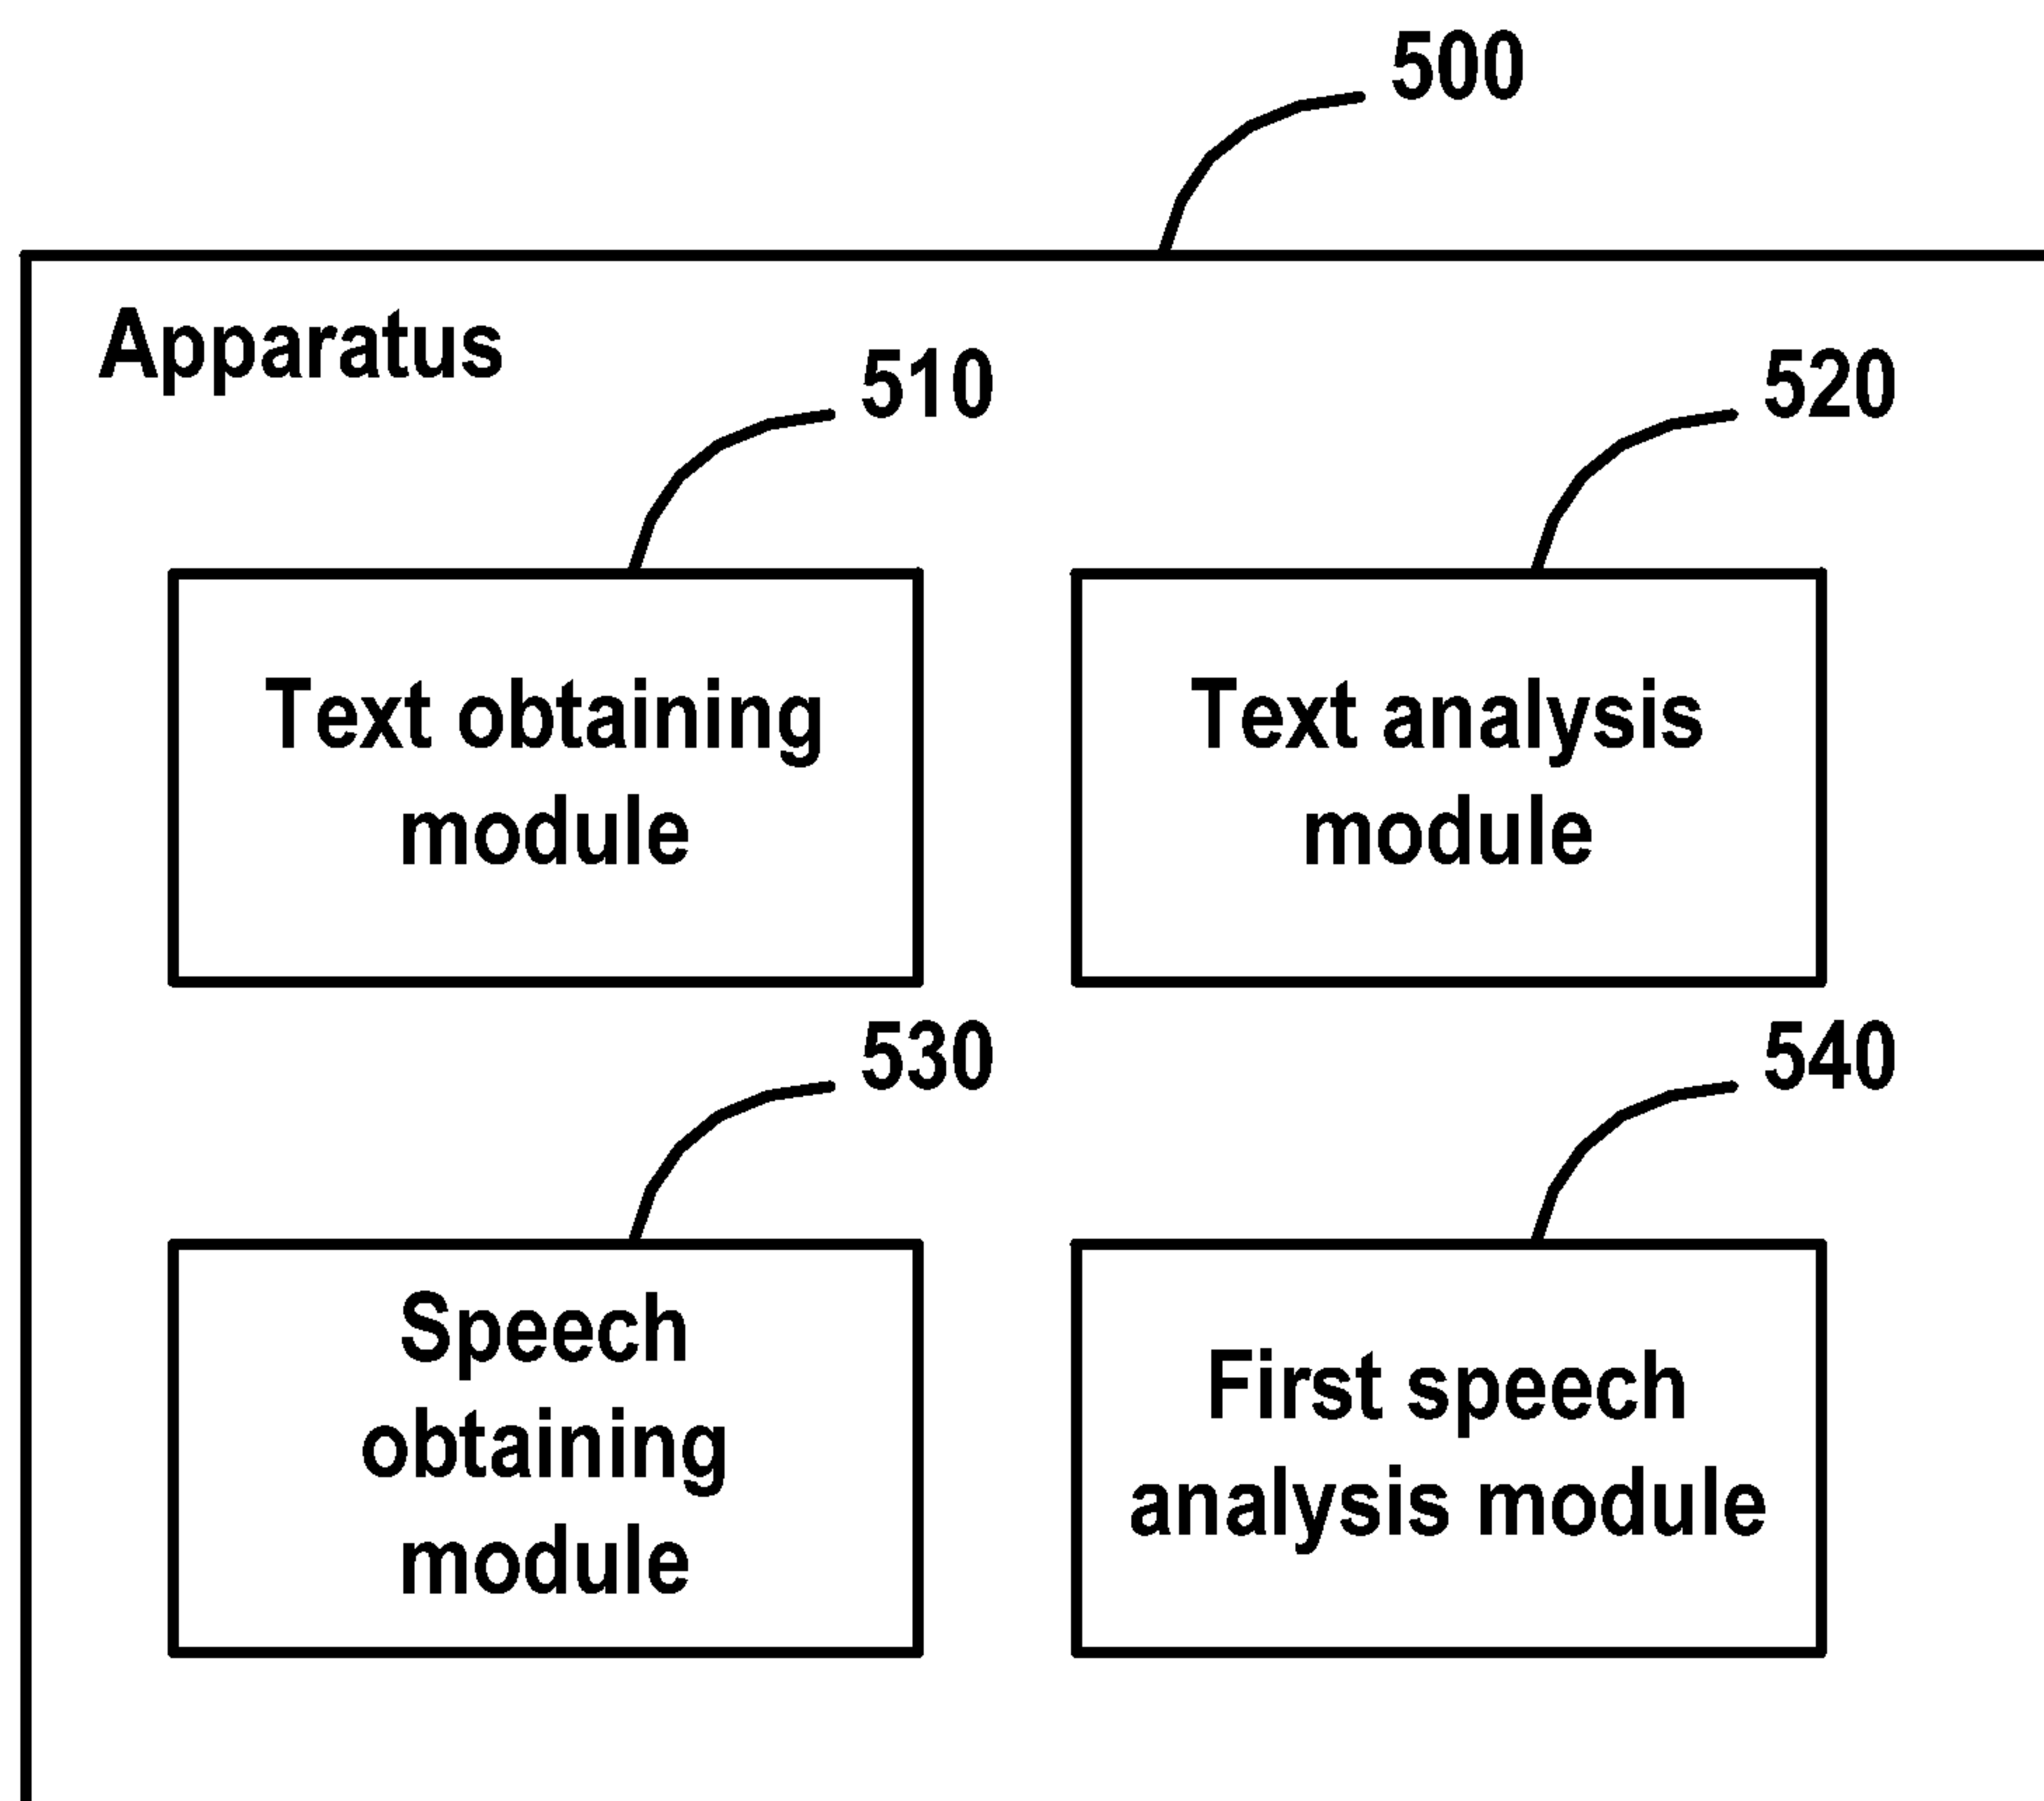 500
Apparatus
510
520
Text obtaining
module
Text analysis
module
530
540
Speech
obtaining
module
First speech
analysis module